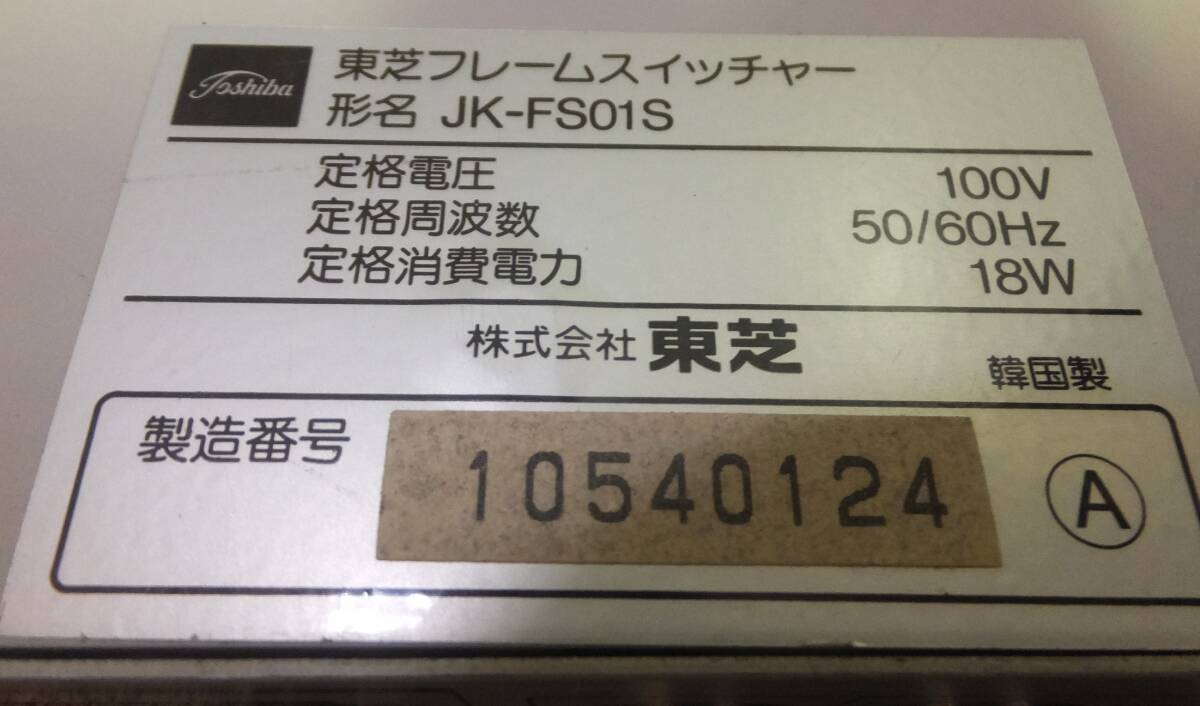 Toshiba
東芝フレームスイッチャー
形名 JK-FS01S
定格電圧 100V
定格周波数 50/60Hz
定格消費電力 18W
株式会社 東芝
韓国製
製造番号 10540124 A